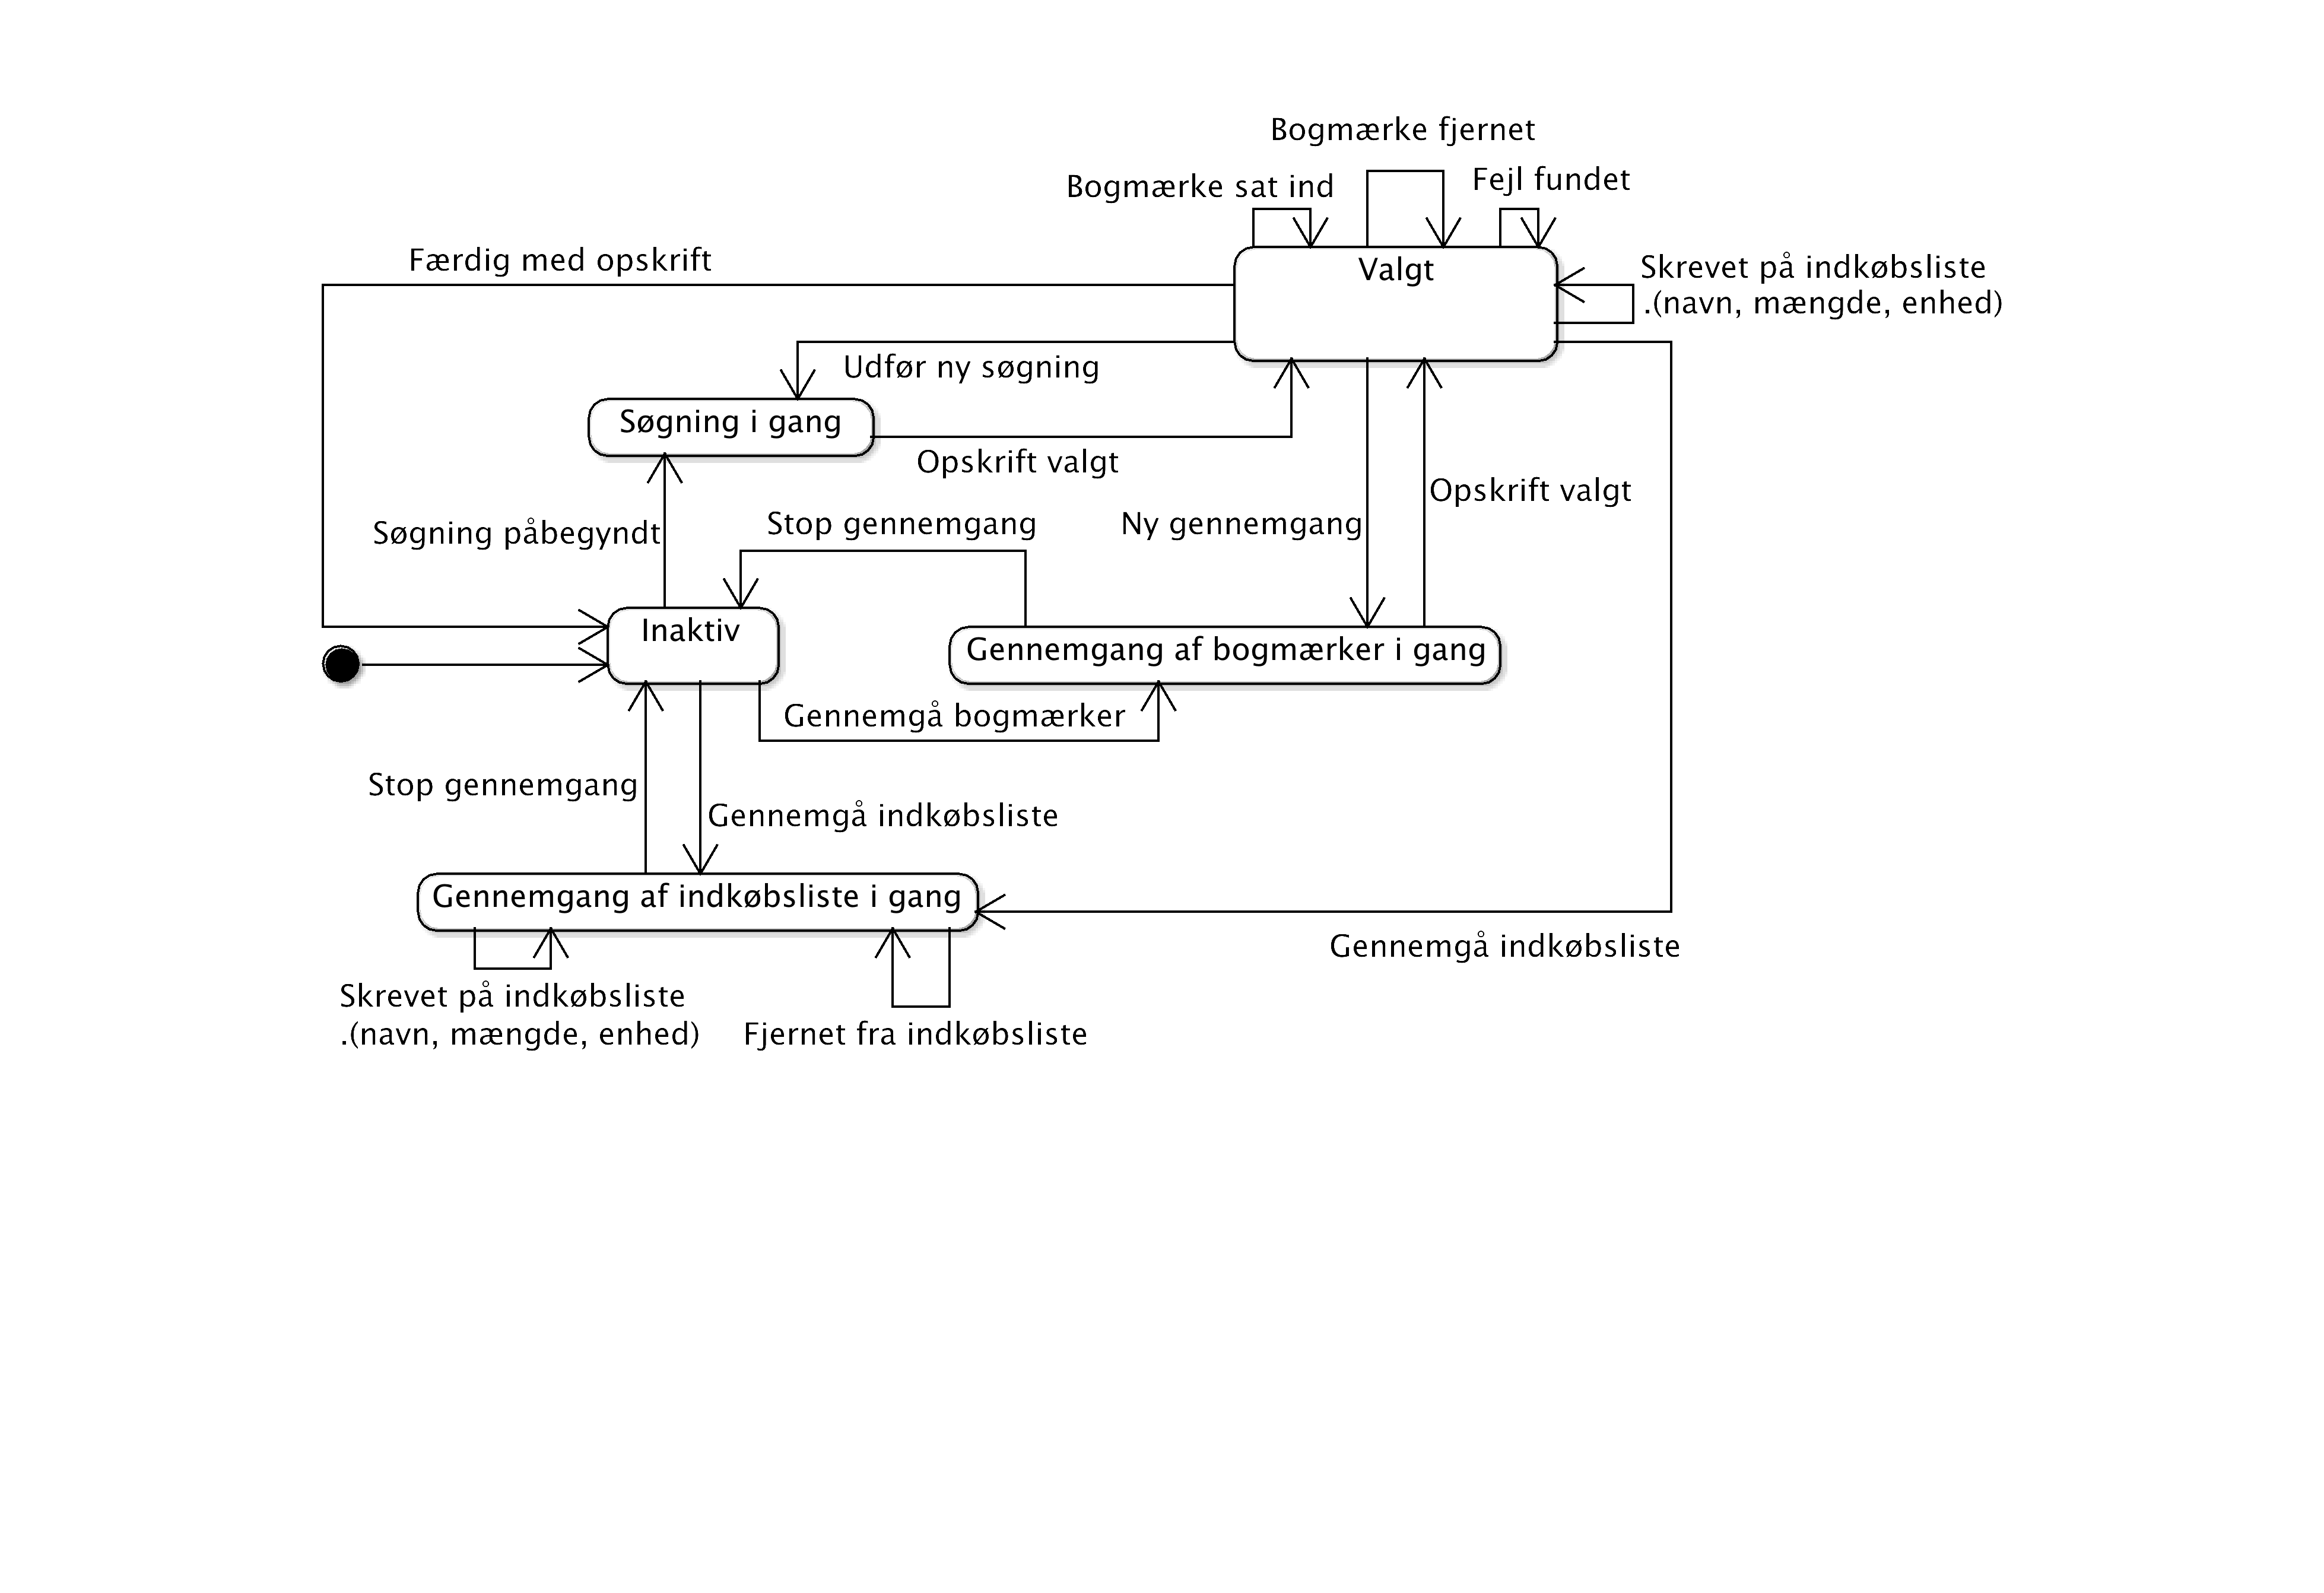 Bogmærke fjernet
Bogmærke sat ind
Fejl fundet
Færdig med opskrift
Valgt
Skrevet på indkøbsliste
.(navn, mængde, enhed)
Udfør ny søgning
Søgning i gang
Opskrift valgt
Opskrift valgt
Søgning påbegyndt
Stop gennemgang
Ny gennemgang
Inaktiv
Gennemgang af bogmærker i gang
Gennemgå bogmærker
Stop gennemgang
Gennemgå indkøbsliste
Gennemgang af indkøbsliste i gang
Gennemgå indkøbsliste
Skrevet på indkøbsliste
.(navn, mængde, enhed)
Fjernet fra indkøbsliste